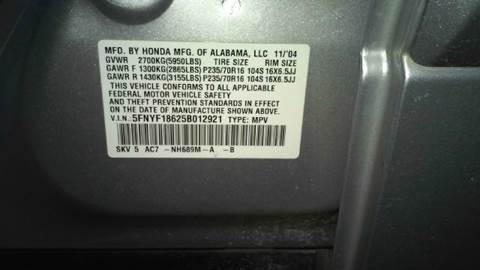 MFD. BY HONDA MFG. OF ALABAMA, LLC 11/'04
GVWR 2700KG(5950LBS) TIRE SIZE RIM SIZE
GAWR F 1300KG(2865LBS) P235/70R16 104S 16X6.5JJ
GAWR R 1430KG(3155LBS) P235/70R16 104S 16X6.5JJ
THIS VEHICLE CONFORMS TO ALL APPLICABLE
FEDERAL MOTOR VEHICLE SAFETY
AND THEFT PREVENTION STANDARDS IN EFFECT
ON THE DATE OF MANUFACTURE SHOWN ABOVE.
V.I.N.: 5FNYF18625B012921 TYPE: MPV
SKV 5 AC7 -NH689M-A -B